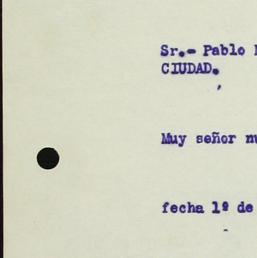 Sr.- Pablo
CIUDAD.
Muy señor
fecha 1º de